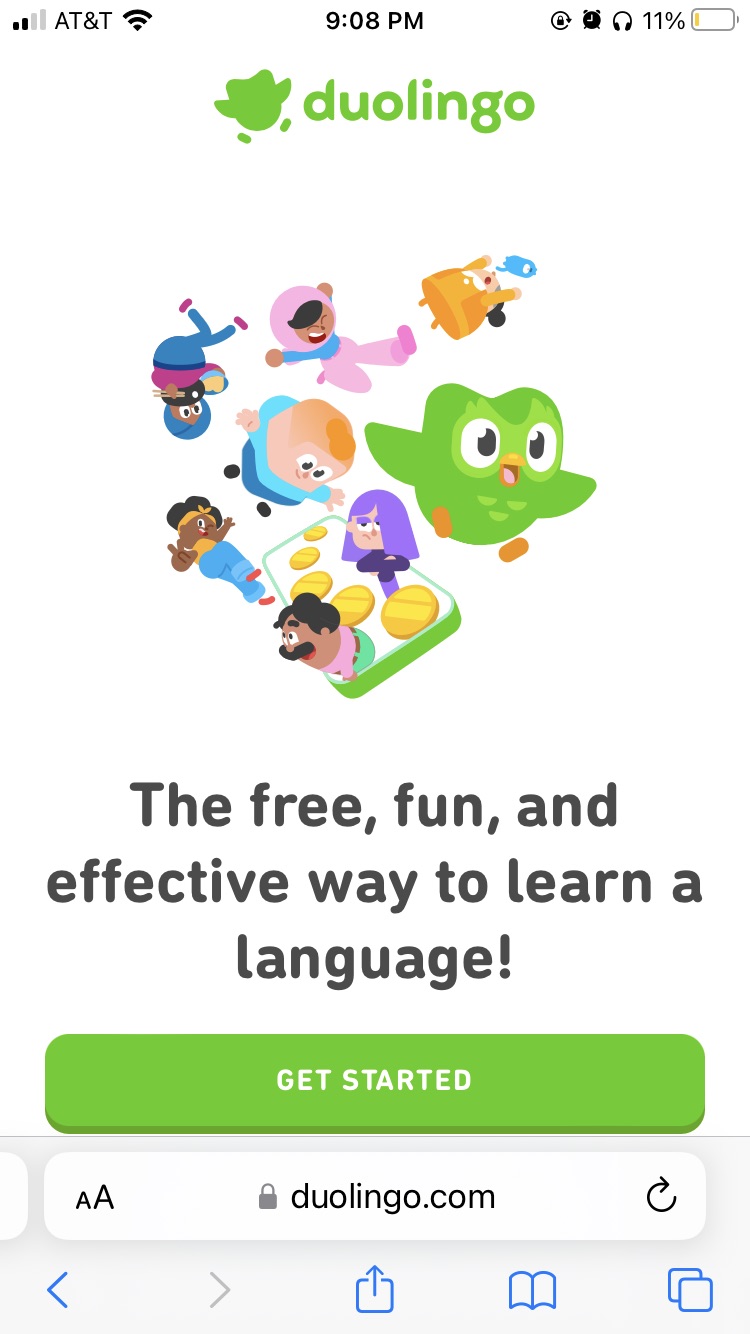 AT&T 9:08 PM 11%
duolingo
The free, fun, and
effective way to learn a
language!
GET STARTED
AA duolingo.com